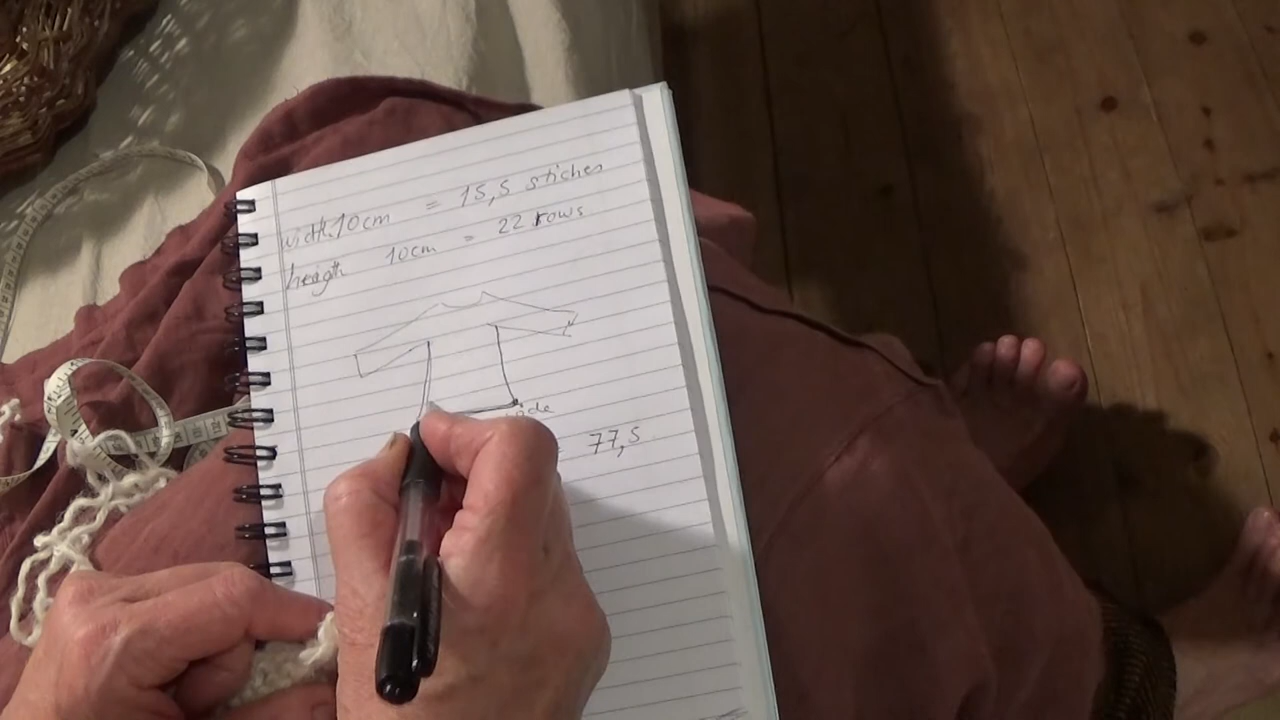 width 10cm = 15,5 stiches
heigth 10cm = 22 rows
77,5